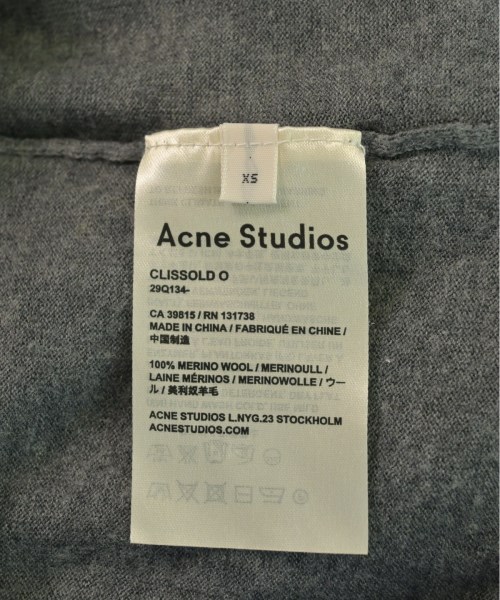 XS
Acne Studios
CLISSOLD O
29Q134-
CA 39815 / RN 131738
MADE IN CHINA / FABRIQUÉ EN CHINE /
中国制造
100% MERINO WOOL / MERINOULL /
LAINE MÉRINOS / MERINOWOLLE / ウー
ル / 美利奴羊毛
ACNE STUDIOS L.NYG.23 STOCKHOLM
ACNESTUDIOS.COM